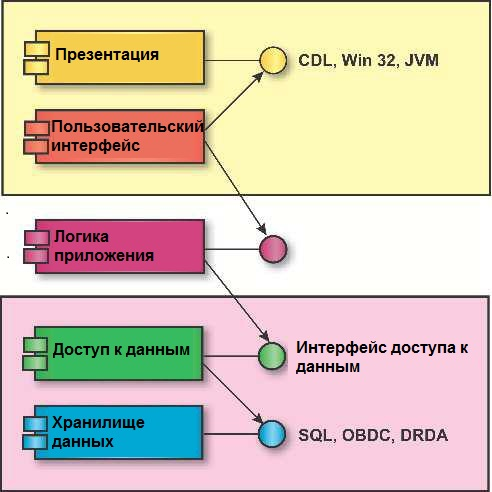 Презентация
CDL, Win 32, JVM
Пользовательский
интерфейс
Логика
приложения
Доступ к данным
Интерфейс доступа к
данным
Хранилище
данных
SQL, OBDC, DRDA